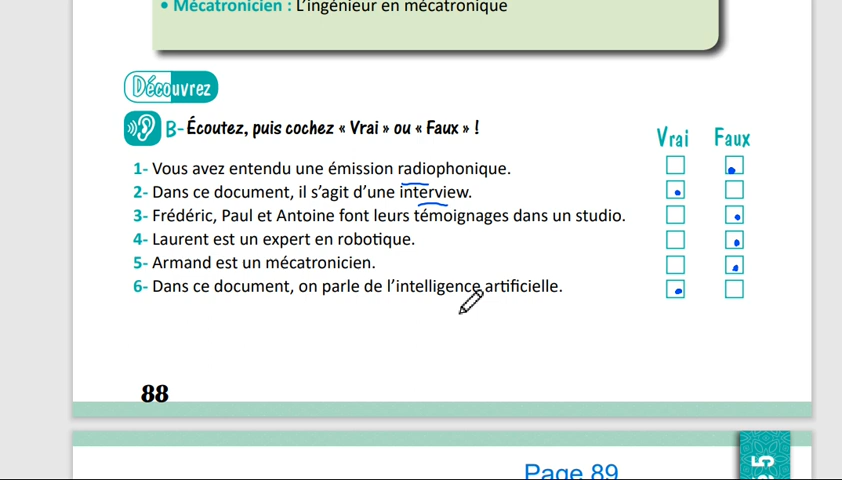 • Mécatronicien : L'ingénieur en mécatronique
Découvrez
B- Écoutez, puis cochez « Vrai » ou « Faux » !
Vrai Faux
1- Vous avez entendu une émission radiophonique.
2- Dans ce document, il s'agit d'une interview.
3- Frédéric, Paul et Antoine font leurs témoignages dans un studio.
4- Laurent est un expert en robotique.
5- Armand est un mécatronicien.
6- Dans ce document, on parle de l'intelligence artificielle.
88
Page 89
5